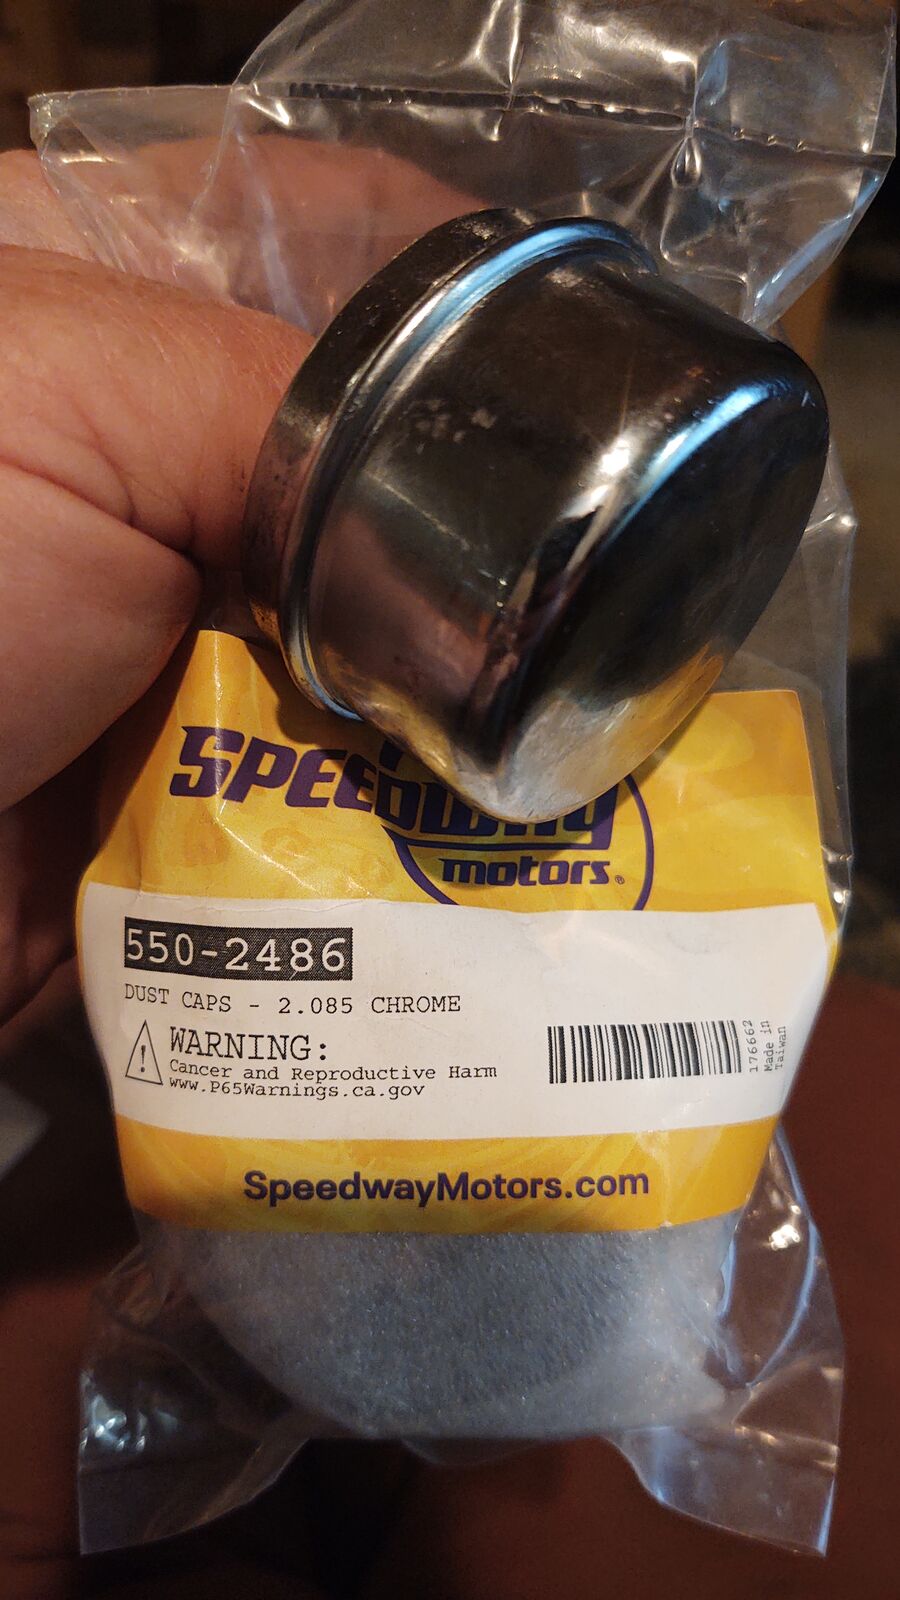 SPEEDWAY
motors®
550-2486
DUST CAPS - 2.085 CHROME
WARNING:
Cancer and Reproductive Harm
www.P65Warnings.ca.gov
176662
Made in
Taiwan
SpeedwayMotors.com